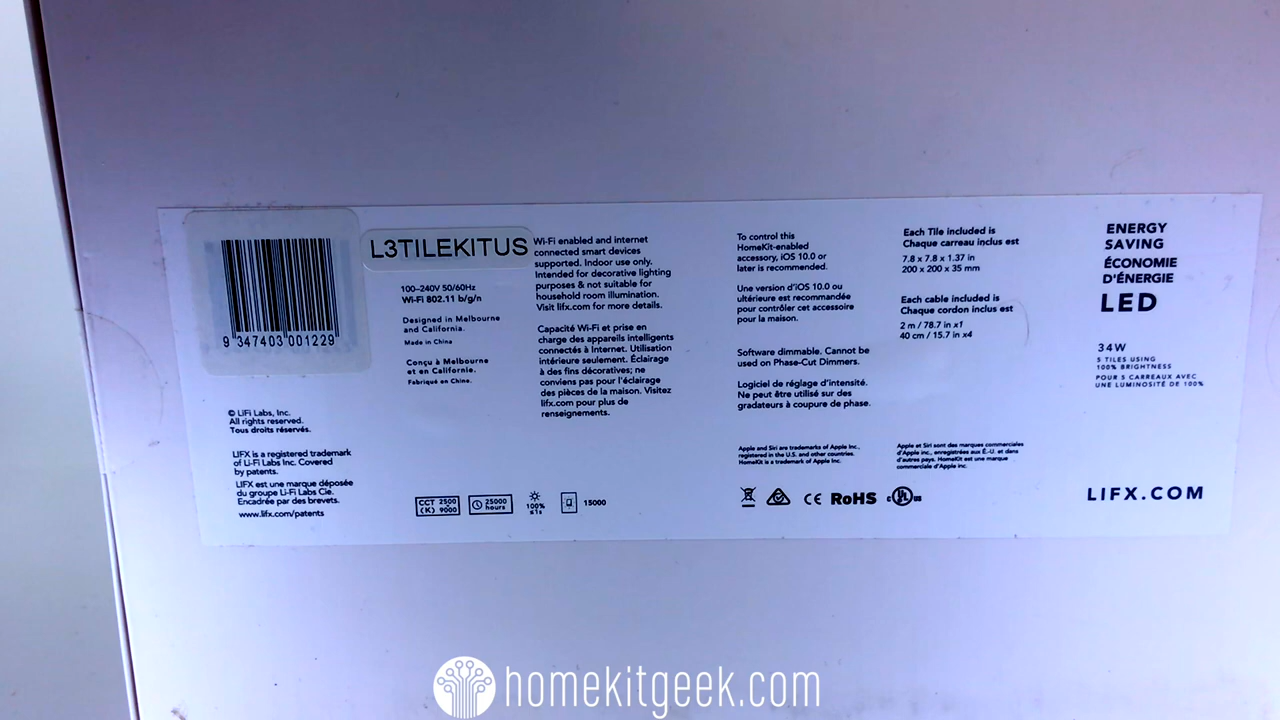 9 347403 001229
L3TILEKITUS
100–240V 50/60Hz
Wi-Fi 802.11 b/g/n
Designed in Melbourne
and California.
Made in China
Conçu à Melbourne
et en Californie.
Fabriqué en Chine.
© LiFi Labs, Inc.
All rights reserved.
Tous droits réservés.
LIFX is a registered trademark
of Li-Fi Labs Inc. Covered
by patents.
LIFX est une marque déposée
du groupe Li-Fi Labs Cie.
Encadrée par des brevets.
www.lifx.com/patents
Wi-Fi enabled and internet
connected smart devices
supported. Indoor use only.
Intended for decorative lighting
purposes & not suitable for
household room illumination.
Visit lifx.com for more details.
Capacité Wi-Fi et prise en
charge des appareils intelligents
connectés à Internet. Utilisation
intérieure seulement. Éclairage
à des fins décoratives; ne
conviens pas pour l'éclairage
des pièces de la maison. Visitez
lifx.com pour plus de
renseignements.
CCT 2500
(K) 9000
25000
hours
100%
≤1s
15000
To control this
HomeKit-enabled
accessory, iOS 10.0 or
later is recommended.
Une version d'iOS 10.0 ou
ultérieure est recommandée
pour contrôler cet accessoire
pour la maison.
Software dimmable. Cannot be
used on Phase-Cut Dimmers.
Logiciel de réglage d'intensité.
Ne peut être utilisé sur des
gradateurs à coupure de phase.
Apple and Siri are trademarks of Apple Inc.,
registered in the U.S. and other countries.
HomeKit is a trademark of Apple Inc.
CE RoHS c UL us
Each Tile included is
Chaque carreau inclus est
7.8 x 7.8 x 1.37 in
200 x 200 x 35 mm
Each cable included is
Chaque cordon inclus est
2 m / 78.7 in x1
40 cm / 15.7 in x4
Apple et Siri sont des marques commerciales
d'Apple inc., enregistrées aux É.-U. et dans
d'autres pays. HomeKit est une marque
commerciale d'Apple inc.
ENERGY
SAVING
ÉCONOMIE
D'ÉNERGIE
LED
34W
5 TILES USING
100% BRIGHTNESS
POUR 5 CARREAUX AVEC
UNE LUMINOSITÉ DE 100%
LIFX.COM
homekitgeek.com